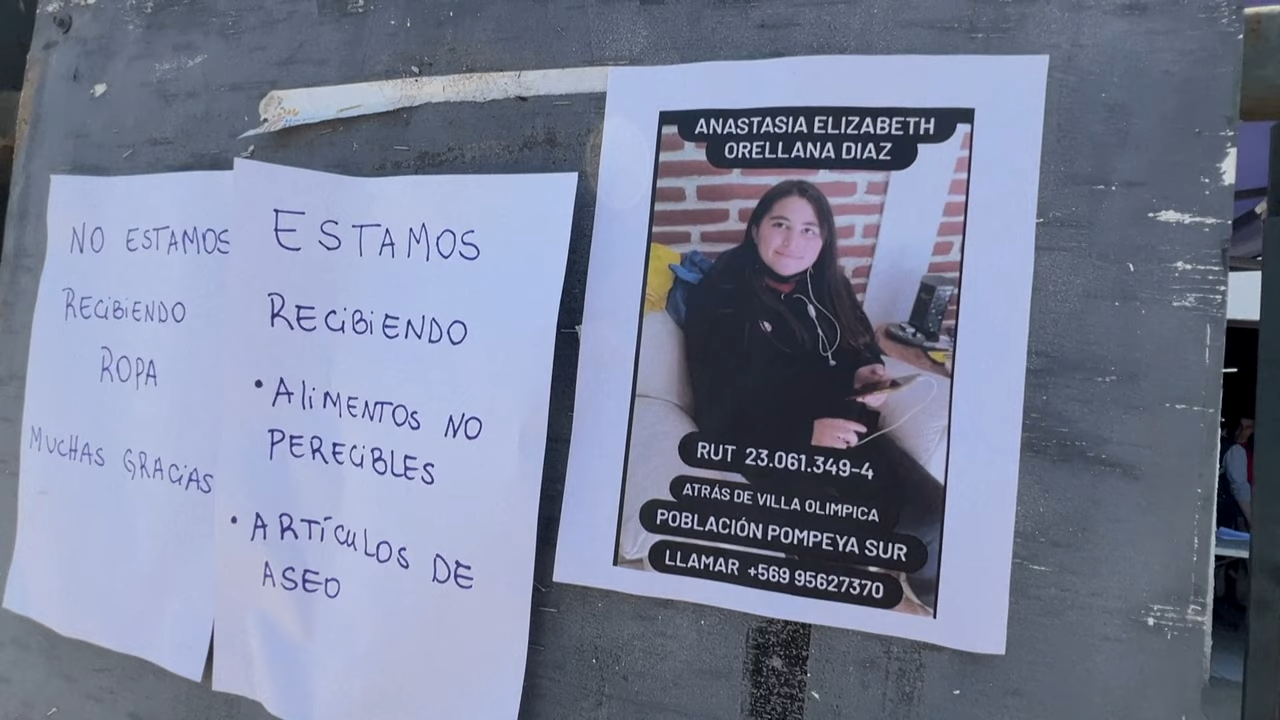 NO ESTAMOS
RECIBIENDO
ROPA
MUCHAS GRACIAS
ESTAMOS
RECIBIENDO
• ALIMENTOS NO
PERECIBLES
• ARTÍCULOS DE
ASEO
ANASTASIA ELIZABETH
ORELLANA DIAZ
RUT 23.061.349-4
ATRÁS DE VILLA OLIMPICA
POBLACIÓN POMPEYA SUR
LLAMAR +569 95627370